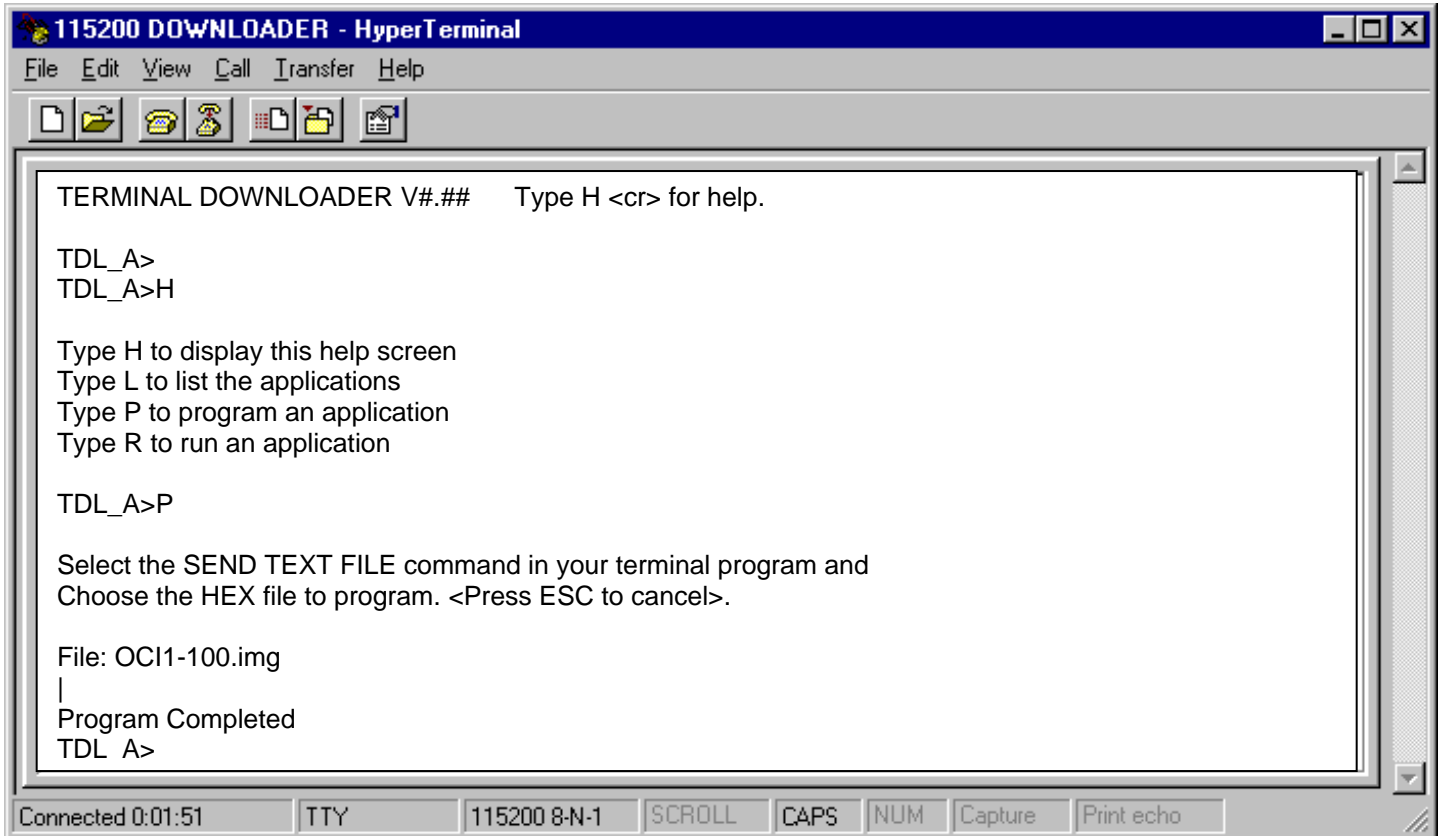 115200 DOWNLOADER - HyperTerminal
File Edit View Call Transfer Help
TERMINAL DOWNLOADER V#.## Type H <cr> for help.
TDL_A>
TDL_A>H
Type H to display this help screen
Type L to list the applications
Type P to program an application
Type R to run an application
TDL_A>P
Select the SEND TEXT FILE command in your terminal program and
Choose the HEX file to program. <Press ESC to cancel>.
File: OCI1-100.img
|
Program Completed
TDL A>
Connected 0:01:51 TTY 115200 8-N-1 SCROLL CAPS NUM Capture Print echo